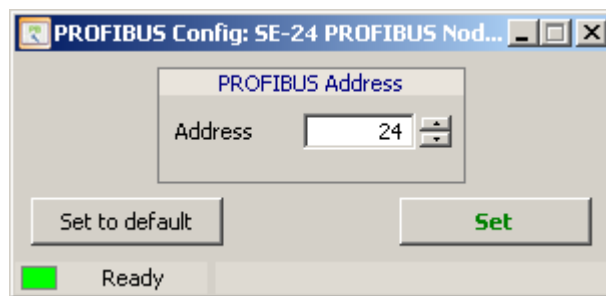 PROFIBUS Config: SE-24 PROFIBUS Nod...
PROFIBUS Address
Address 24
Set to default Set
Ready